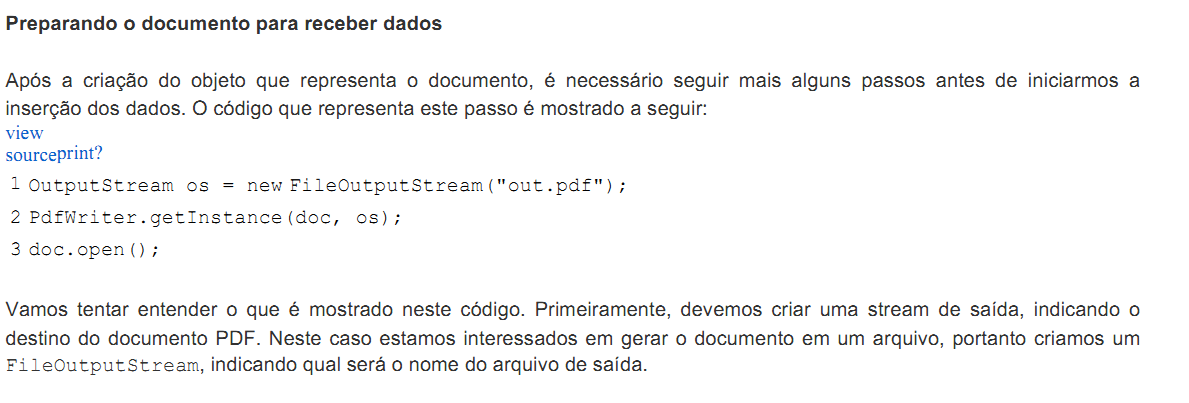 Preparando o documento para receber dados
Após a criação do objeto que representa o documento, é necessário seguir mais alguns passos antes de iniciarmos a
inserção dos dados. O código que representa este passo é mostrado a seguir:
view
sourceprint?
1 OutputStream os = new FileOutputStream("out.pdf");
2 PdfWriter.getInstance(doc, os);
3 doc.open();
Vamos tentar entender o que é mostrado neste código. Primeiramente, devemos criar uma stream de saída, indicando o
destino do documento PDF. Neste caso estamos interessados em gerar o documento em um arquivo, portanto criamos um
FileOutputStream, indicando qual será o nome do arquivo de saída.